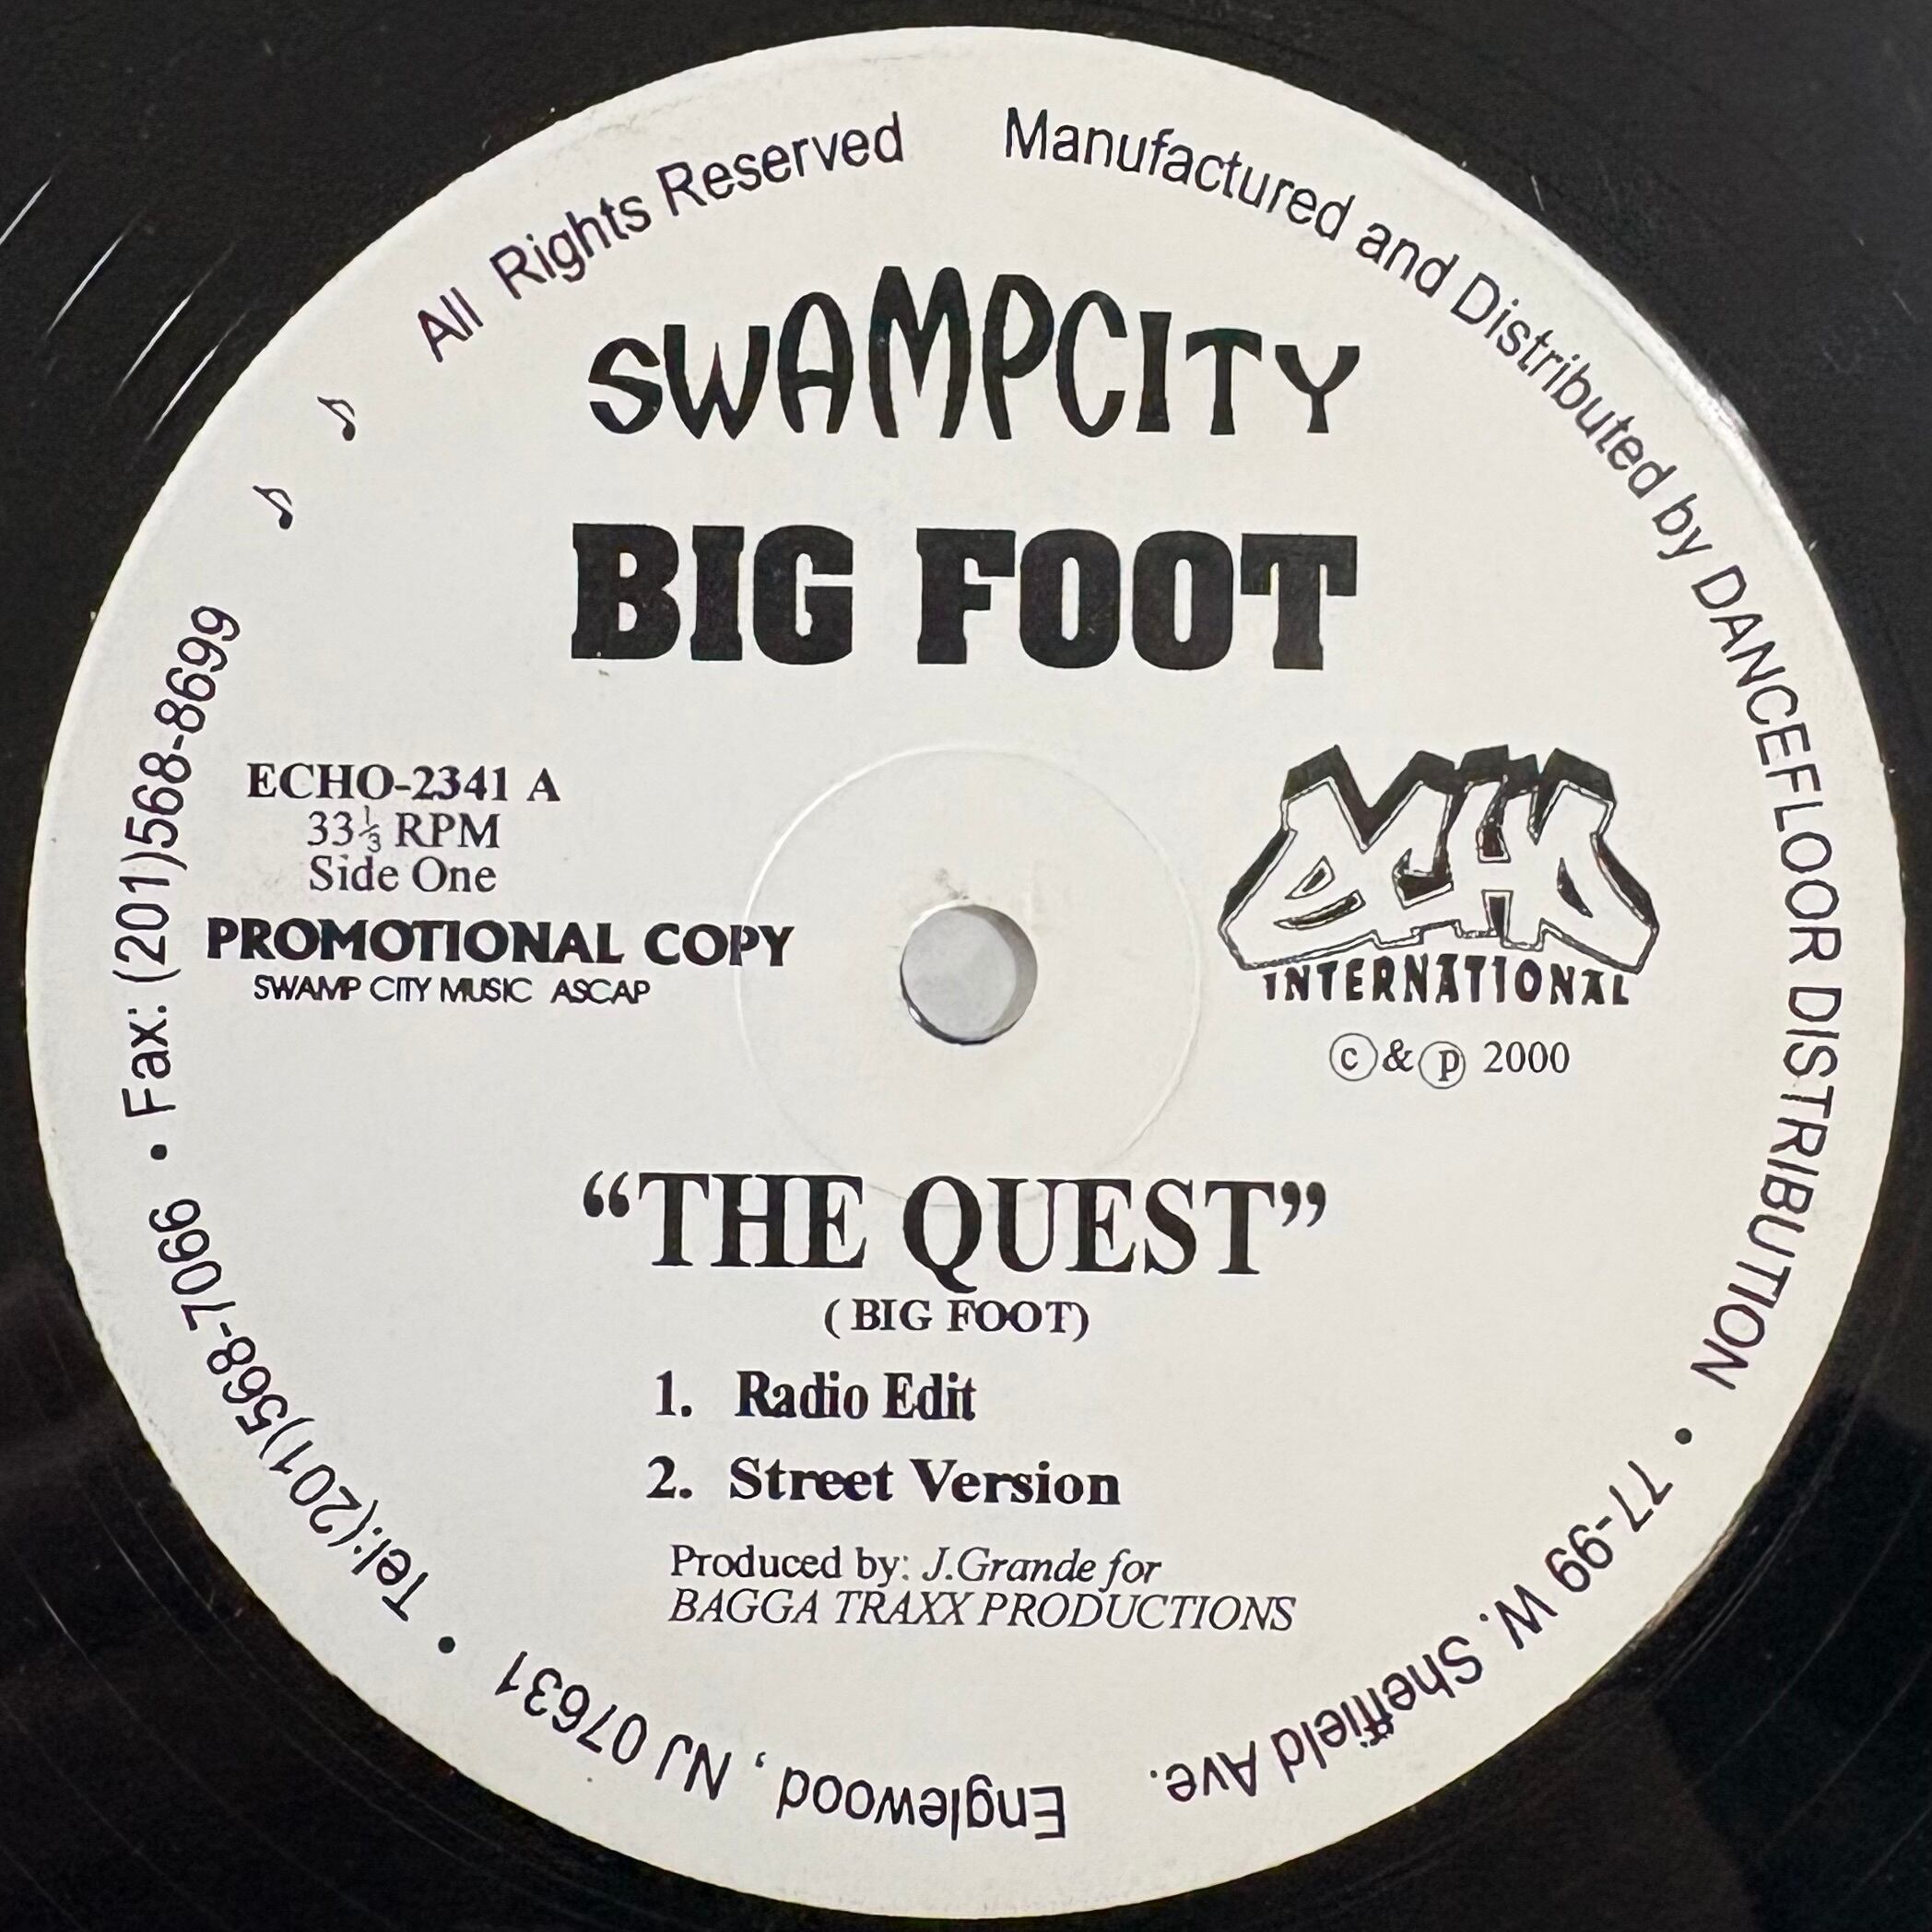 All Rights Reserved
Manufactured and Distributed by DANCEFLOOR DISTRIBUTION • 77-99 W. Sheffield Ave. Englewood, NJ 07631 • Tel:(201)568-7066 • Fax: (201)568-8699 ♪ ♪
SWAMPCITY
BIG FOOT
ECHO-2341 A
33⅓ RPM
Side One
PROMOTIONAL COPY
SWAMP CITY MUSIC ASCAP
ECHO
INTERNATIONAL
©&℗ 2000
“THE QUEST”
( BIG FOOT)
1. Radio Edit
2. Street Version
Produced by: J.Grande for
BAGGA TRAXX PRODUCTIONS